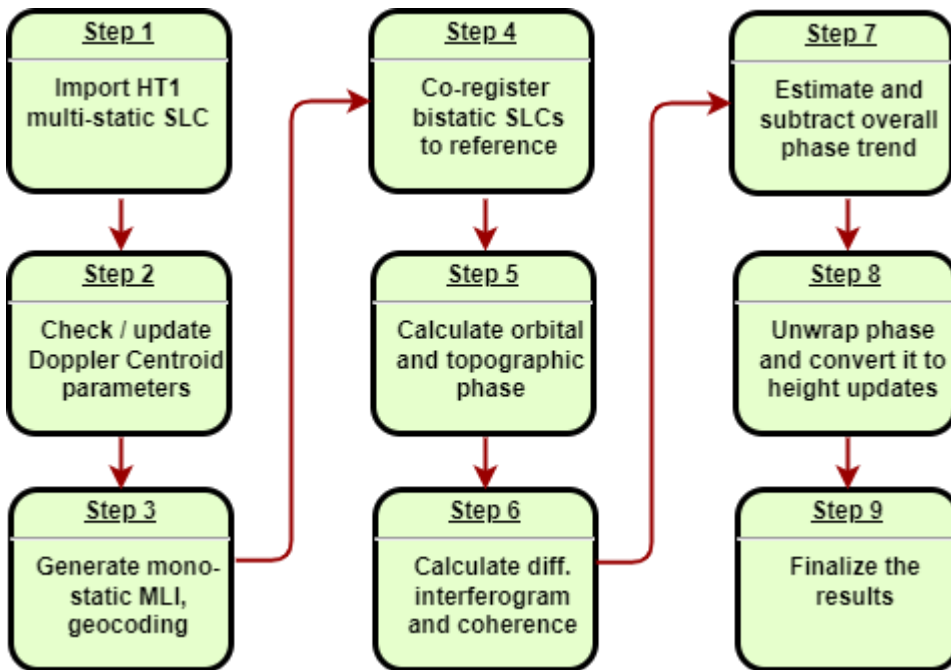 Step 1
Import HT1
multi-static SLC
Step 2
Check / update
Doppler Centroid
parameters
Step 3
Generate mono-
static MLI,
geocoding
Step 4
Co-register
bistatic SLCs
to reference
Step 5
Calculate orbital
and topographic
phase
Step 6
Calculate diff.
interferogram
and coherence
Step 7
Estimate and
subtract overall
phase trend
Step 8
Unwrap phase
and convert it to
height updates
Step 9
Finalize the
results